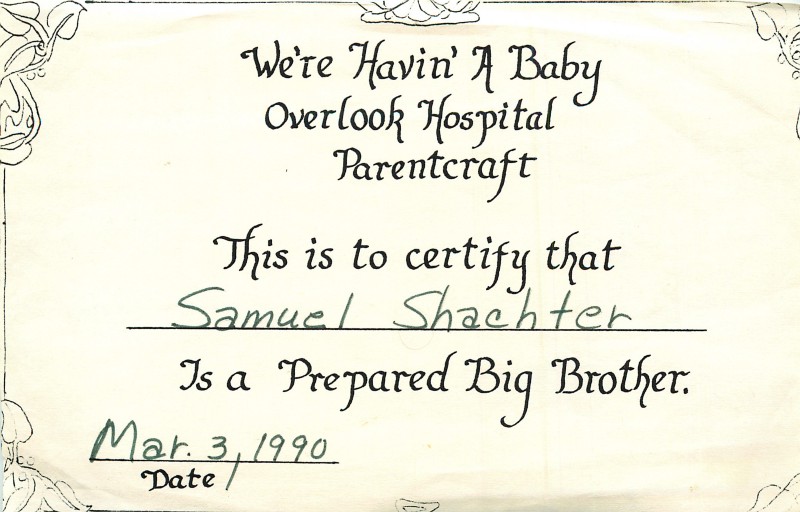 We're Havin' A Baby
Overlook Hospital
Parentcraft
This is to certify that
Samuel Shachter
Is a Prepared Big Brother.
Mar. 3, 1990
Date